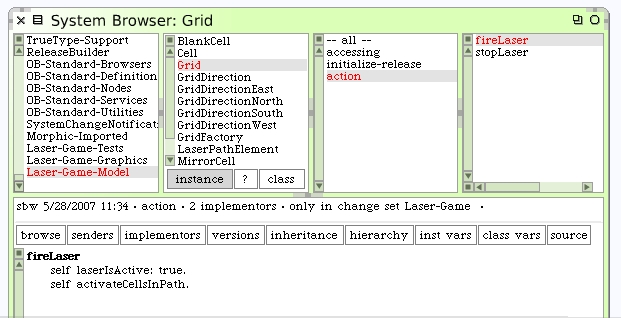 System Browser: Grid
TrueType-Support
ReleaseBuilder
OB-Standard-Browsers
OB-Standard-Definition
OB-Standard-Nodes
OB-Standard-Services
OB-Standard-Utilities
SystemChangeNotificat
Morphic-Imported
Laser-Game-Tests
Laser-Game-Graphics
Laser-Game-Model
BlankCell
Cell
Grid
GridDirection
GridDirectionEast
GridDirectionNorth
GridDirectionSouth
GridDirectionWest
GridFactory
LaserPathElement
MirrorCell
instance ? class
-- all --
accessing
initialize-release
action
fireLaser
stopLaser
sbw 5/28/2007 11:34 · action · 2 implementors · only in change set Laser-Game ·
browse senders implementors versions inheritance hierarchy inst vars class vars source
fireLaser
self laserIsActive: true.
self activateCellsInPath.